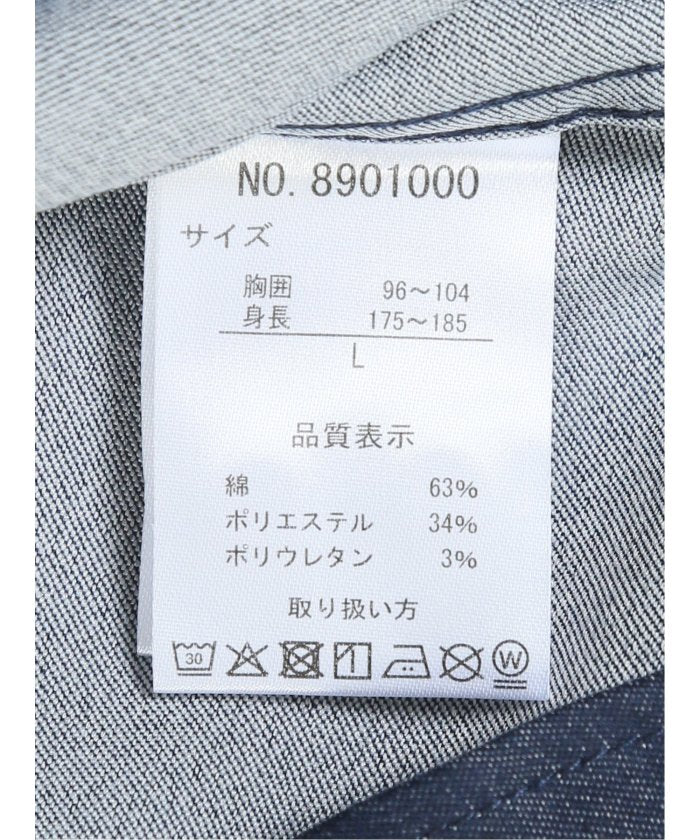 NO. 8901000
サイズ
胸囲 96～104
身長 175～185
L
品質表示
綿 63%
ポリエステル 34%
ポリウレタン 3%
取り扱い方
30 W